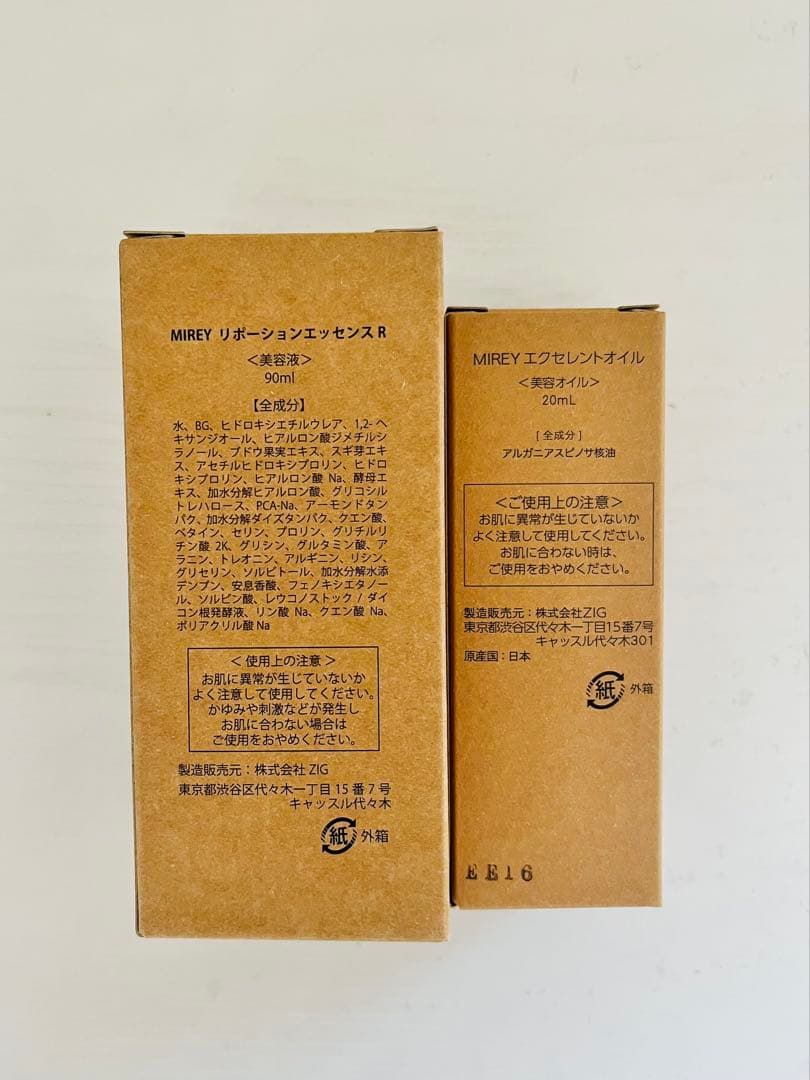 MIREY リポーションエッセンス R
＜美容液＞
90ml
【全成分】
水、BG、ヒドロキシエチルウレア、1,2- ヘ
キサンジオール、ヒアルロン酸ジメチルシ
ラノール、ブドウ果実エキス、スギ芽エキ
ス、アセチルヒドロキシプロリン、ヒドロ
キシプロリン、ヒアルロン酸 Na、酵母エ
キス、加水分解ヒアルロン酸、グリコシル
トレハロース、PCA-Na、アーモンドタン
パク、加水分解ダイズタンパク、クエン酸、
ベタイン、セリン、プロリン、グリチルリ
チン酸 2K、グリシン、グルタミン酸、ア
ラニン、トレオニン、アルギニン、リシン、
グリセリン、ソルビトール、加水分解水添
デンプン、安息香酸、フェノキシエタノー
ル、ソルビン酸、レウコノストック / ダイ
コン根発酵液、リン酸 Na、クエン酸 Na、
ポリアクリル酸 Na
＜ 使用上の注意 ＞
お肌に異常が生じていないか
よく注意して使用してください。
かゆみや刺激などが発生し
お肌に合わない場合は
ご使用をおやめください。
製造販売元：株式会社 ZIG
東京都渋谷区代々木一丁目 15 番 7 号
キャッスル代々木
紙 外箱
MIREY エクセレントオイル
＜美容オイル＞
20mL
[ 全成分 ]
アルガニアスピノサ核油
＜ご使用上の注意＞
お肌に異常が生じていないか
よく注意して使用してください。
お肌に合わない時は、
ご使用をおやめください。
製造販売元：株式会社ZIG
東京都渋谷区代々木一丁目15番7号
キャッスル代々木301
原産国：日本
紙 外箱
EE16